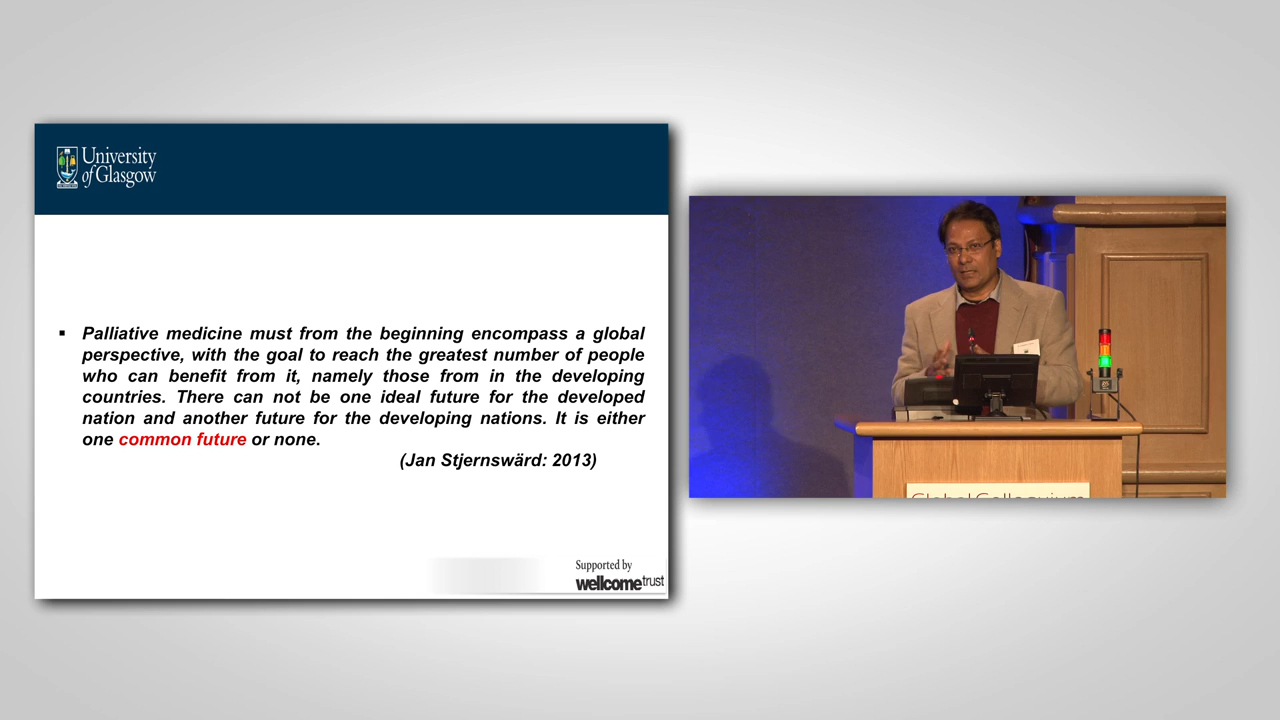 University
of Glasgow
▪ Palliative medicine must from the beginning encompass a global
perspective, with the goal to reach the greatest number of people
who can benefit from it, namely those from in the developing
countries. There can not be one ideal future for the developed
nation and another future for the developing nations. It is either
one common future or none.
(Jan Stjernswärd: 2013)
Supported by
wellcometrust
Global Colloquium